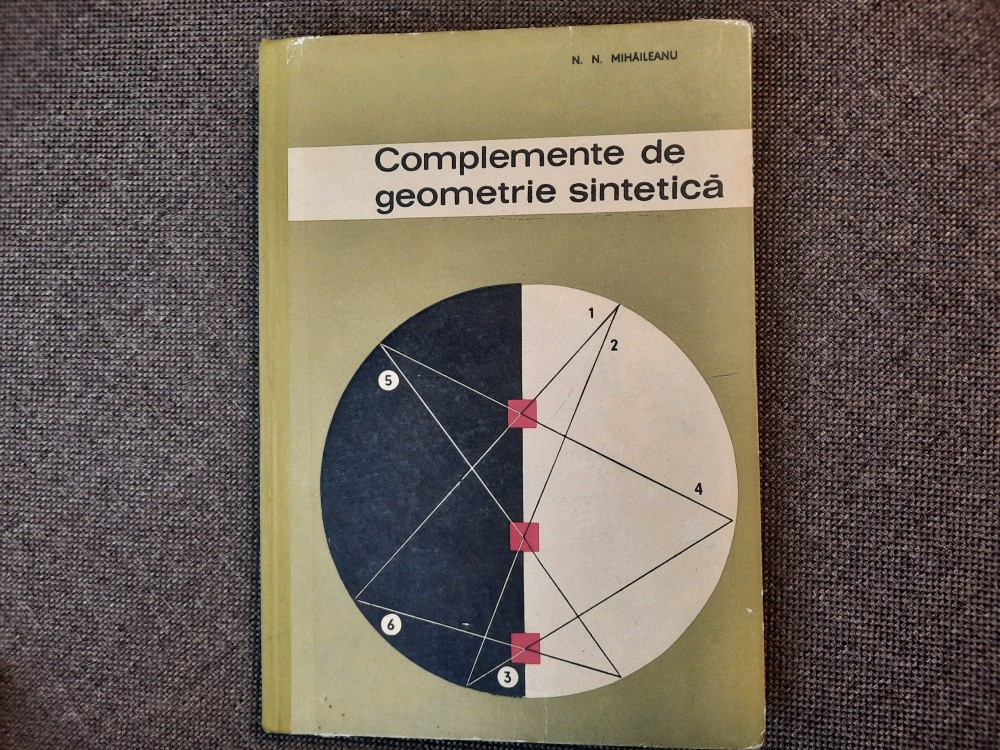 N. N. MIHĂILEANU
Complemente de
geometrie sintetică
1
2
5
4
6
3